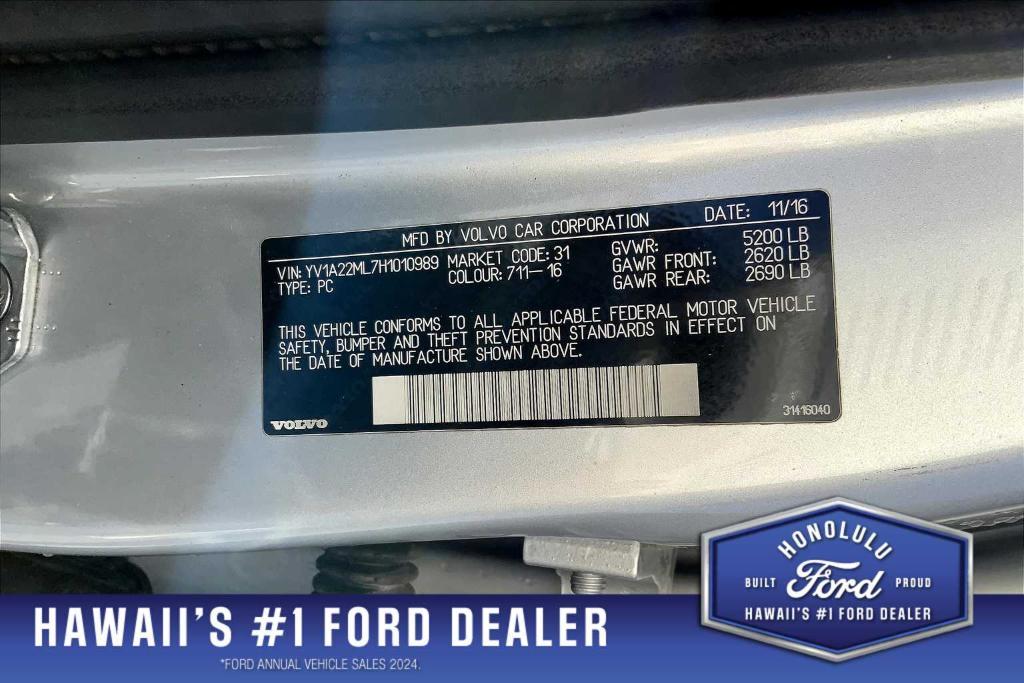 MFD BY VOLVO CAR CORPORATION DATE: 11/16
VIN: YV1A22ML7H1010989 MARKET CODE: 31 GVWR: 5200 LB
TYPE: PC COLOUR: 711-16 GAWR FRONT: 2620 LB
GAWR REAR: 2690 LB
THIS VEHICLE CONFORMS TO ALL APPLICABLE FEDERAL MOTOR VEHICLE
SAFETY, BUMPER AND THEFT PREVENTION STANDARDS IN EFFECT ON
THE DATE OF MANUFACTURE SHOWN ABOVE.
VOLVO 31416040
HONOLULU
BUILT Ford PROUD
HAWAII'S #1 FORD DEALER
HAWAII'S #1 FORD DEALER
*FORD ANNUAL VEHICLE SALES 2024.